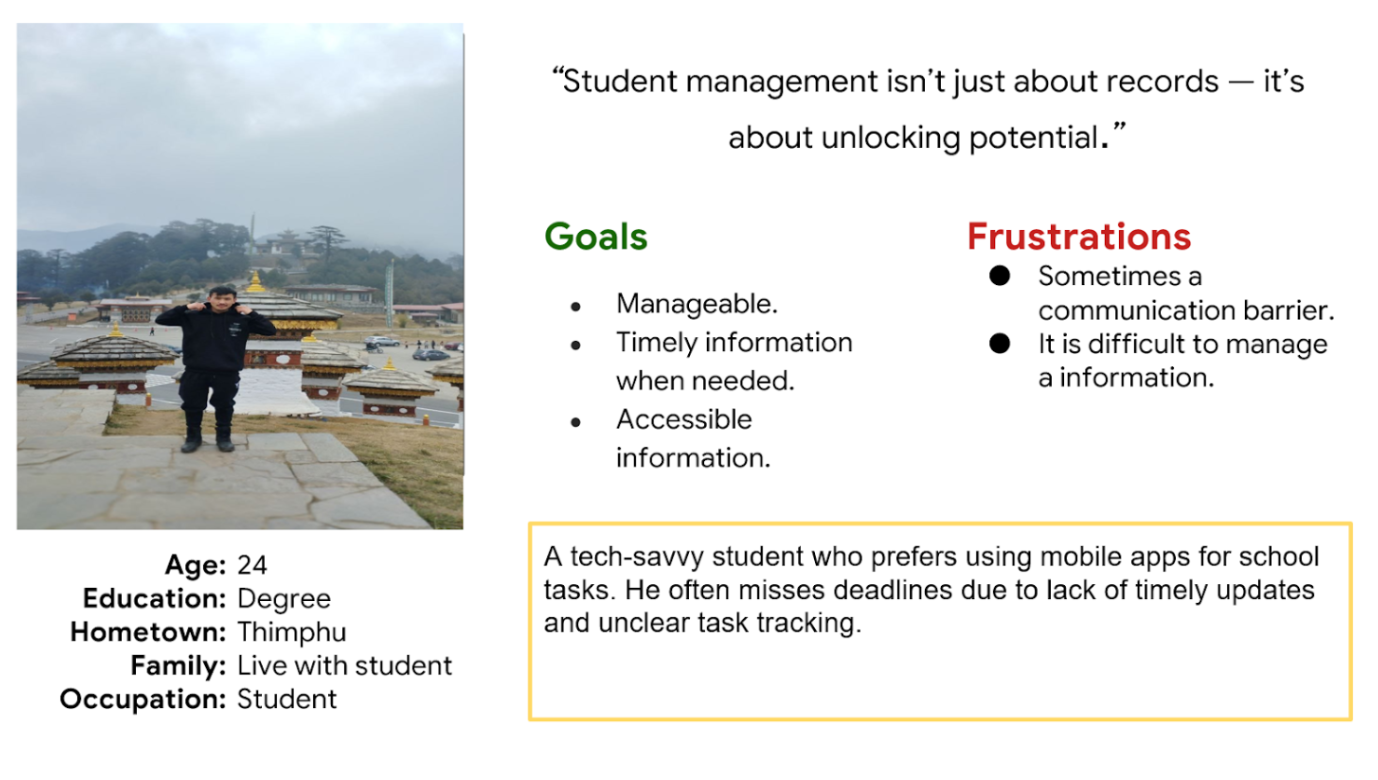 “Student management isn’t just about records — it’s
about unlocking potential.”
Goals
• Manageable.
• Timely information
when needed.
• Accessible
information.
Frustrations
● Sometimes a
communication barrier.
● It is difficult to manage
a information.
Age: 24
Education: Degree
Hometown: Thimphu
Family: Live with student
Occupation: Student
A tech-savvy student who prefers using mobile apps for school
tasks. He often misses deadlines due to lack of timely updates
and unclear task tracking.